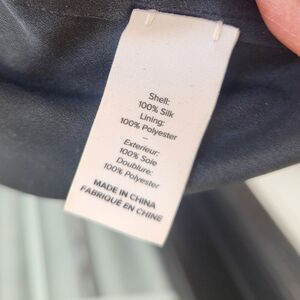 Shell:
100% Silk
Lining:
100% Polyester
–
Exterieur:
100% Soie
Doublure:
100% Polyester
MADE IN CHINA
FABRIQUÉ EN CHINE